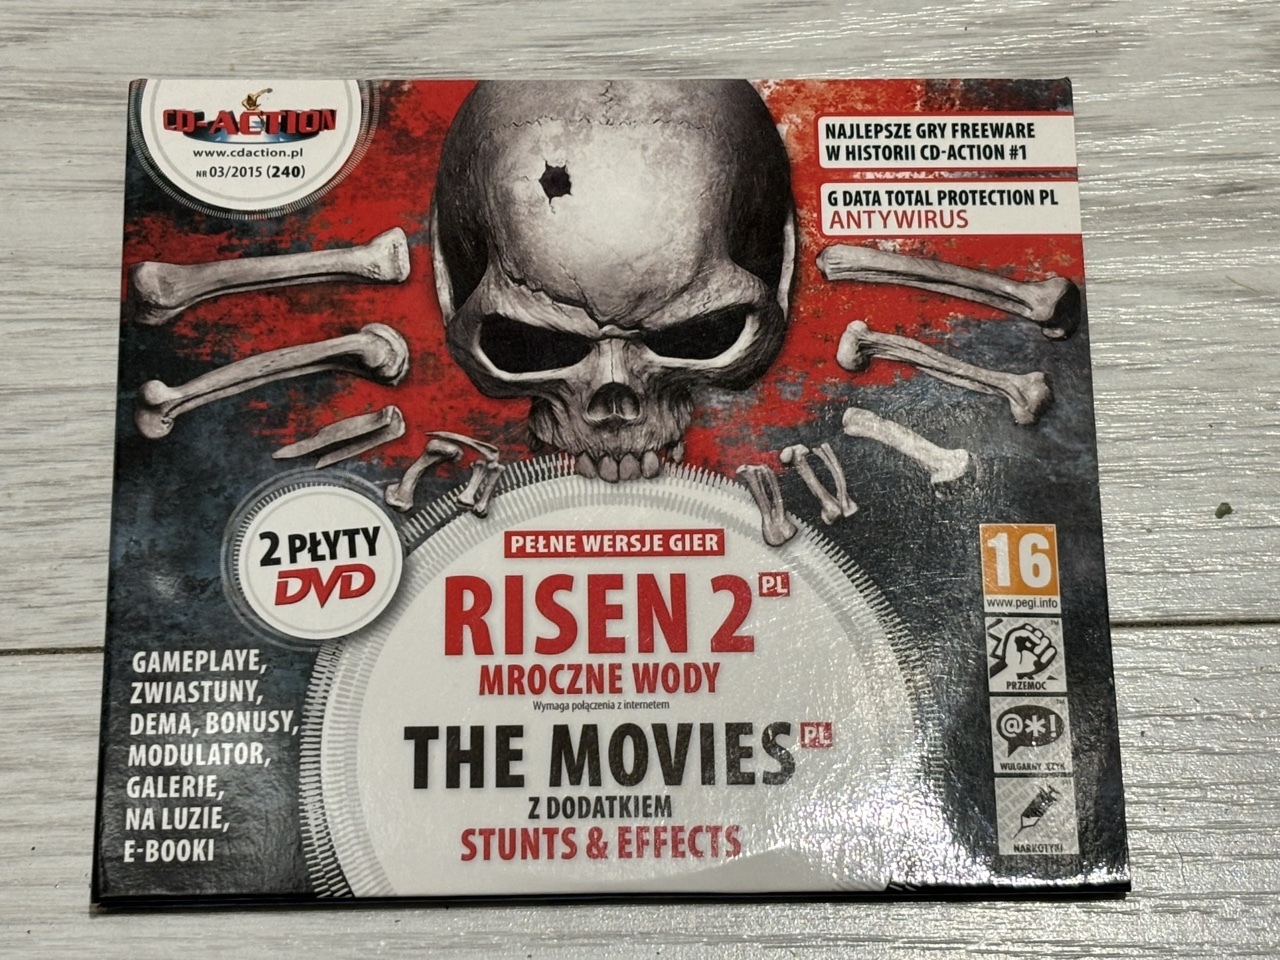 CD-ACTION
www.cdaction.pl
NR 03/2015 (240)
NAJLEPSZE GRY FREEWARE
W HISTORII CD-ACTION #1
G DATA TOTAL PROTECTION PL
ANTYWIRUS
2 PŁYTY
DVD
PEŁNE WERSJE GIER
RISEN 2 PL
MROCZNE WODY
Wymaga połączenia z internetem
THE MOVIES PL
Z DODATKIEM
STUNTS & EFFECTS
GAMEPLAYE,
ZWIASTUNY,
DEMA, BONUSY,
MODULATOR,
GALERIE,
NA LUZIE,
E-BOOKI
16
www.pegi.info
PRZEMOC
@*!
WULGARNY JĘZYK
NARKOTYKI